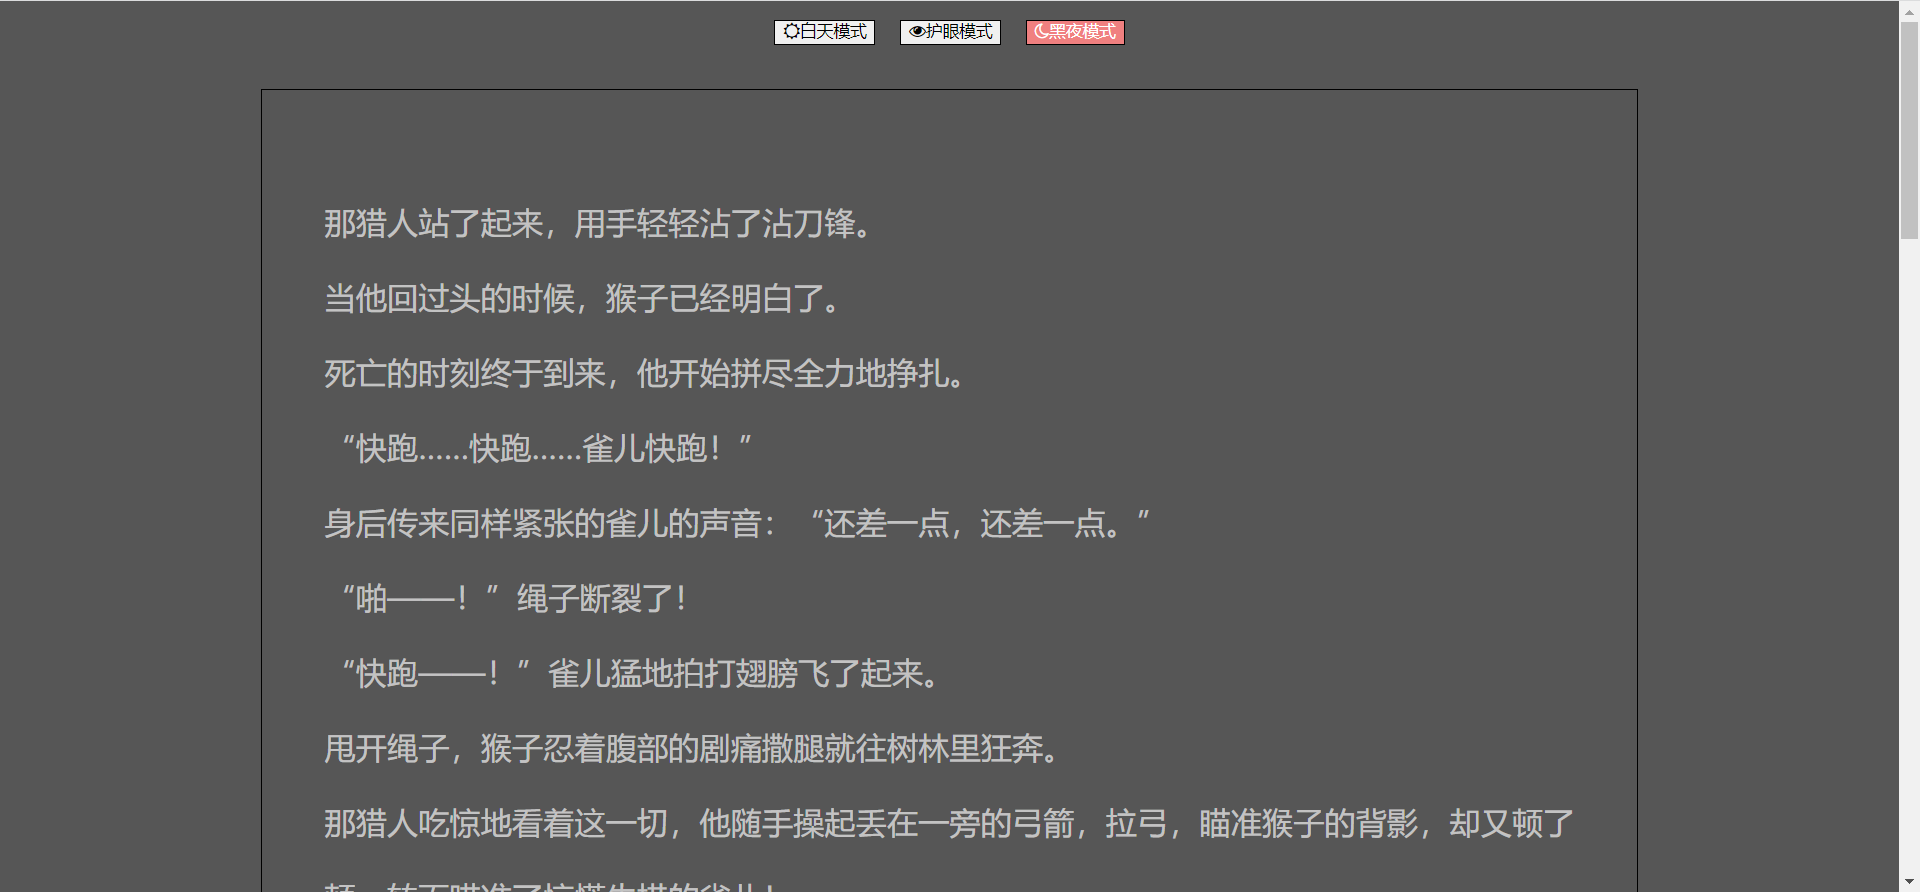 白天模式 护眼模式 黑夜模式
那猎人站了起来，用手轻轻沾了沾刀锋。
当他回过头的时候，猴子已经明白了。
死亡的时刻终于到来，他开始拼尽全力地挣扎。
“快跑……快跑……雀儿快跑！”
身后传来同样紧张的雀儿的声音：“还差一点，还差一点。”
“啪——！”绳子断裂了！
“快跑——！”雀儿猛地拍打翅膀飞了起来。
甩开绳子，猴子忍着腹部的剧痛撒腿就往树林里狂奔。
那猎人吃惊地看着这一切，他随手操起丢在一旁的弓箭，拉弓，瞄准猴子的背影，却又顿了